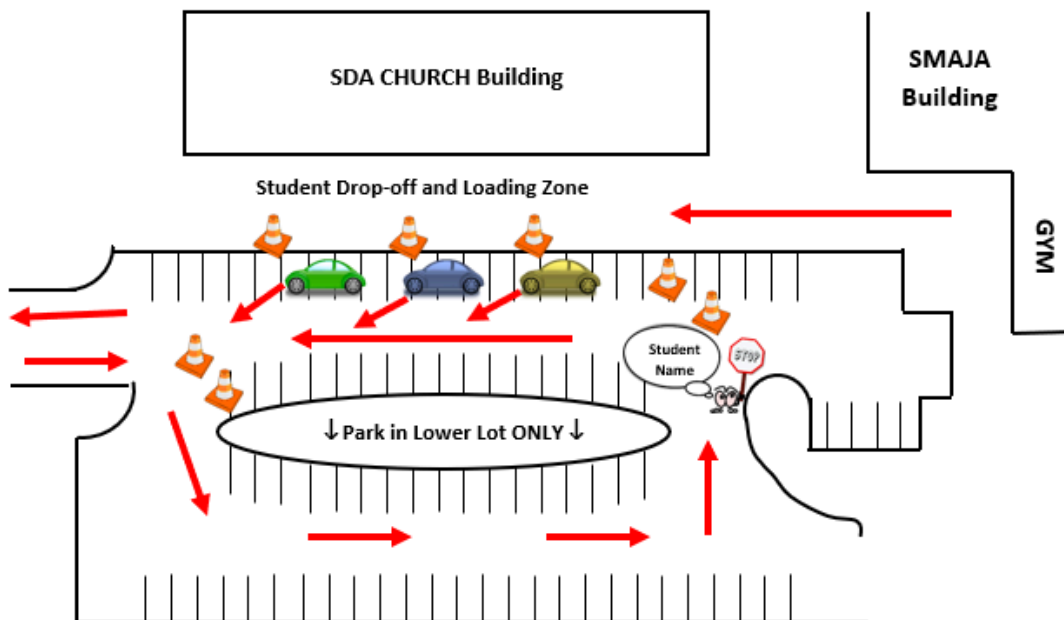 SDA CHURCH Building
SMAJA
Building
Student Drop-off and Loading Zone
GYM
Student
Name
STOP
↓Park in Lower Lot ONLY↓